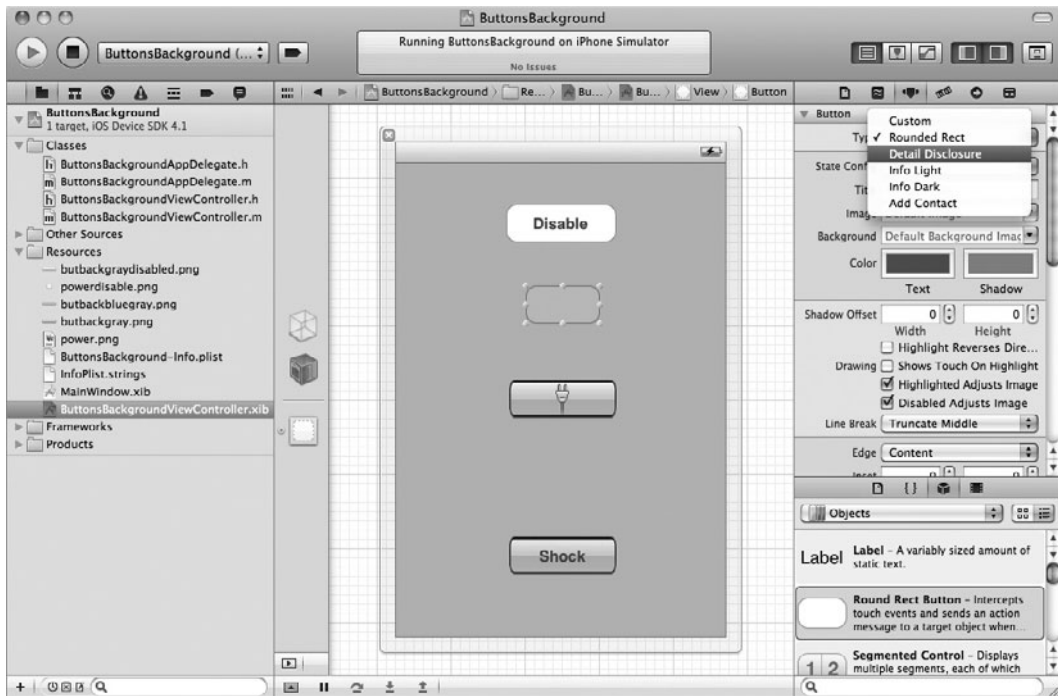 ButtonsBackground
ButtonsBackground (...
Running ButtonsBackground on iPhone Simulator
No Issues
ButtonsBackground
Re...
Bu...
Bu...
View
Button
ButtonsBackground
1 target, iOS Device SDK 4.1
Classes
ButtonsBackgroundAppDelegate.h
ButtonsBackgroundAppDelegate.m
ButtonsBackgroundViewController.h
ButtonsBackgroundViewController.m
Other Sources
Resources
butbackgraydisabled.png
powerdisable.png
butbackbluegray.png
butbackgray.png
power.png
ButtonsBackground-Info.plist
InfoPlist.strings
MainWindow.xib
ButtonsBackgroundViewController.xib
Frameworks
Products
Disable
Shock
Button
Custom
Rounded Rect
Detail Disclosure
Info Light
Info Dark
Add Contact
State Conf
Tit
Image
Background Default Background Imag
Color
Text Shadow
Shadow Offset 0 0
Width Height
Highlight Reverses Dire...
Drawing Shows Touch On Highlight
Highlighted Adjusts Image
Disabled Adjusts Image
Line Break Truncate Middle
Edge Content
Objects
Label
Label – A variably sized amount of
static text.
Round Rect Button – Intercepts
touch events and sends an action
message to a target object when...
1 2
Segmented Control – Displays
multiple segments, each of which